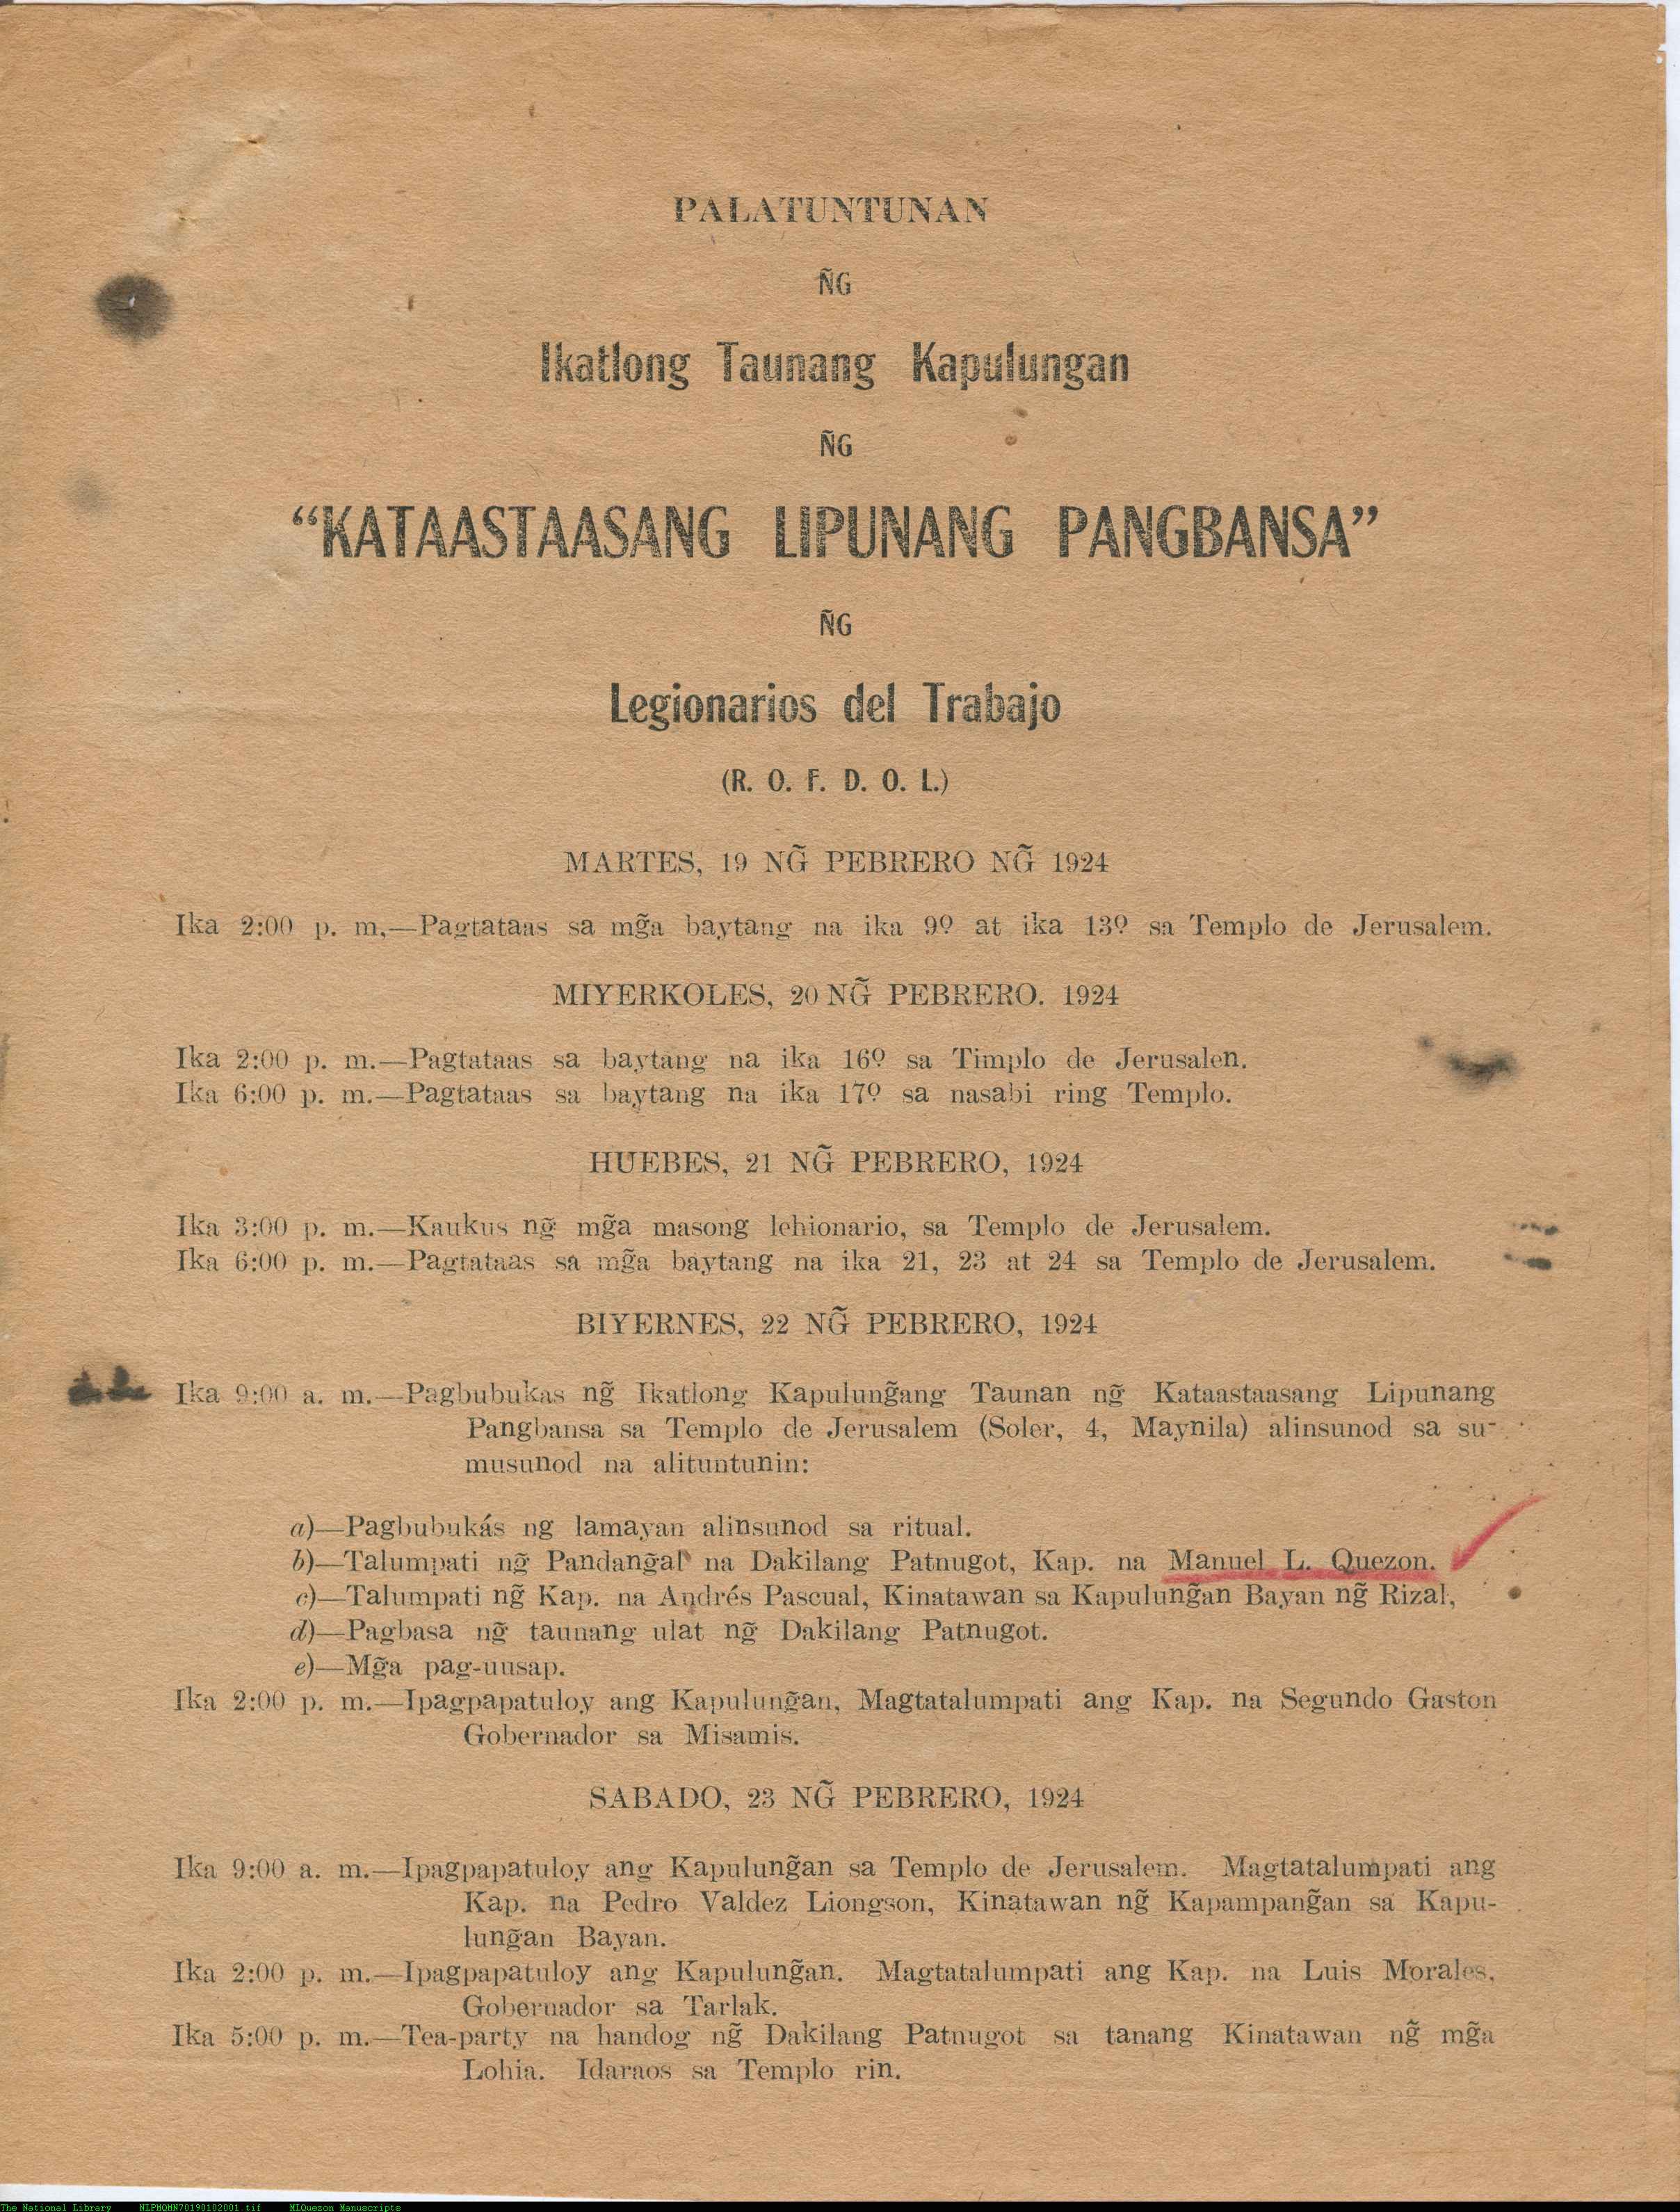 PALATUNTUNAN
ÑG
Ikatlong Taunang Kapulungan
ÑG
“KATAASTAASANG LIPUNANG PANGBANSA”
ÑG
Legionarios del Trabajo
(R. O. F. D. O. L.)
MARTES, 19 NG̃ PEBRERO NG̃ 1924
Ika 2:00 p. m.—Pagtataas sa mg̃a baytang na ika 9º at ika 13º sa Templo de Jerusalem.
MIYERKOLES, 20 NG̃ PEBRERO. 1924
Ika 2:00 p. m.—Pagtataas sa baytang na ika 16º sa Timplo de Jerusalen.
Ika 6:00 p. m.—Pagtataas sa baytang na ika 17º sa nasabi ring Templo.
HUEBES, 21 NG̃ PEBRERO, 1924
Ika 3:00 p. m.—Kaukus ng̃ mg̃a masong lehionario, sa Templo de Jerusalem.
Ika 6:00 p. m.—Pagtataas sa mg̃a baytang na ika 21, 23 at 24 sa Templo de Jerusalem.
BIYERNES, 22 NG̃ PEBRERO, 1924
Ika 9:00 a. m.—Pagbubukas ng̃ Ikatlong Kapulung̃ang Taunan ng̃ Kataastaasang Lipunang
Pangbansa sa Templo de Jerusalem (Soler, 4, Maynila) alinsunod sa su-
musunod na alituntunin:
a)—Pagbubukás ng lamayan alinsunod sa ritual.
b)—Talumpati ng̃ Pandang̃al na Dakilang Patnugot, Kap. na Manuel L. Quezon.
c)—Talumpati ng̃ Kap. na Andrés Pascual, Kinatawan sa Kapulung̃an Bayan ng̃ Rizal,
d)—Pagbasa ng̃ taunang ulat ng̃ Dakilang Patnugot.
e)—Mg̃a pag-uusap.
Ika 2:00 p. m.—Ipagpapatuloy ang Kapulung̃an, Magtatalumpati ang Kap. na Segundo Gaston
Gobernador sa Misamis.
SABADO, 23 NG̃ PEBRERO, 1924
Ika 9:00 a. m.—Ipagpapatuloy ang Kapulung̃an sa Templo de Jerusalem. Magtatalumpati ang
Kap. na Pedro Valdez Liongson, Kinatawan ng̃ Kapampang̃an sa Kapu-
lung̃an Bayan.
Ika 2:00 p. m.—Ipagpapatuloy ang Kapulung̃an. Magtatalumpati ang Kap. na Luis Morales,
Gobernador sa Tarlak.
Ika 5:00 p. m.—Tea-party na handog ng̃ Dakilang Patnugot sa tanang Kinatawan ng̃ mg̃a
Lohia. Idaraos sa Templo rin.
The National Library NLPMQMN70190102001.tif MLQuezon Manuscripts